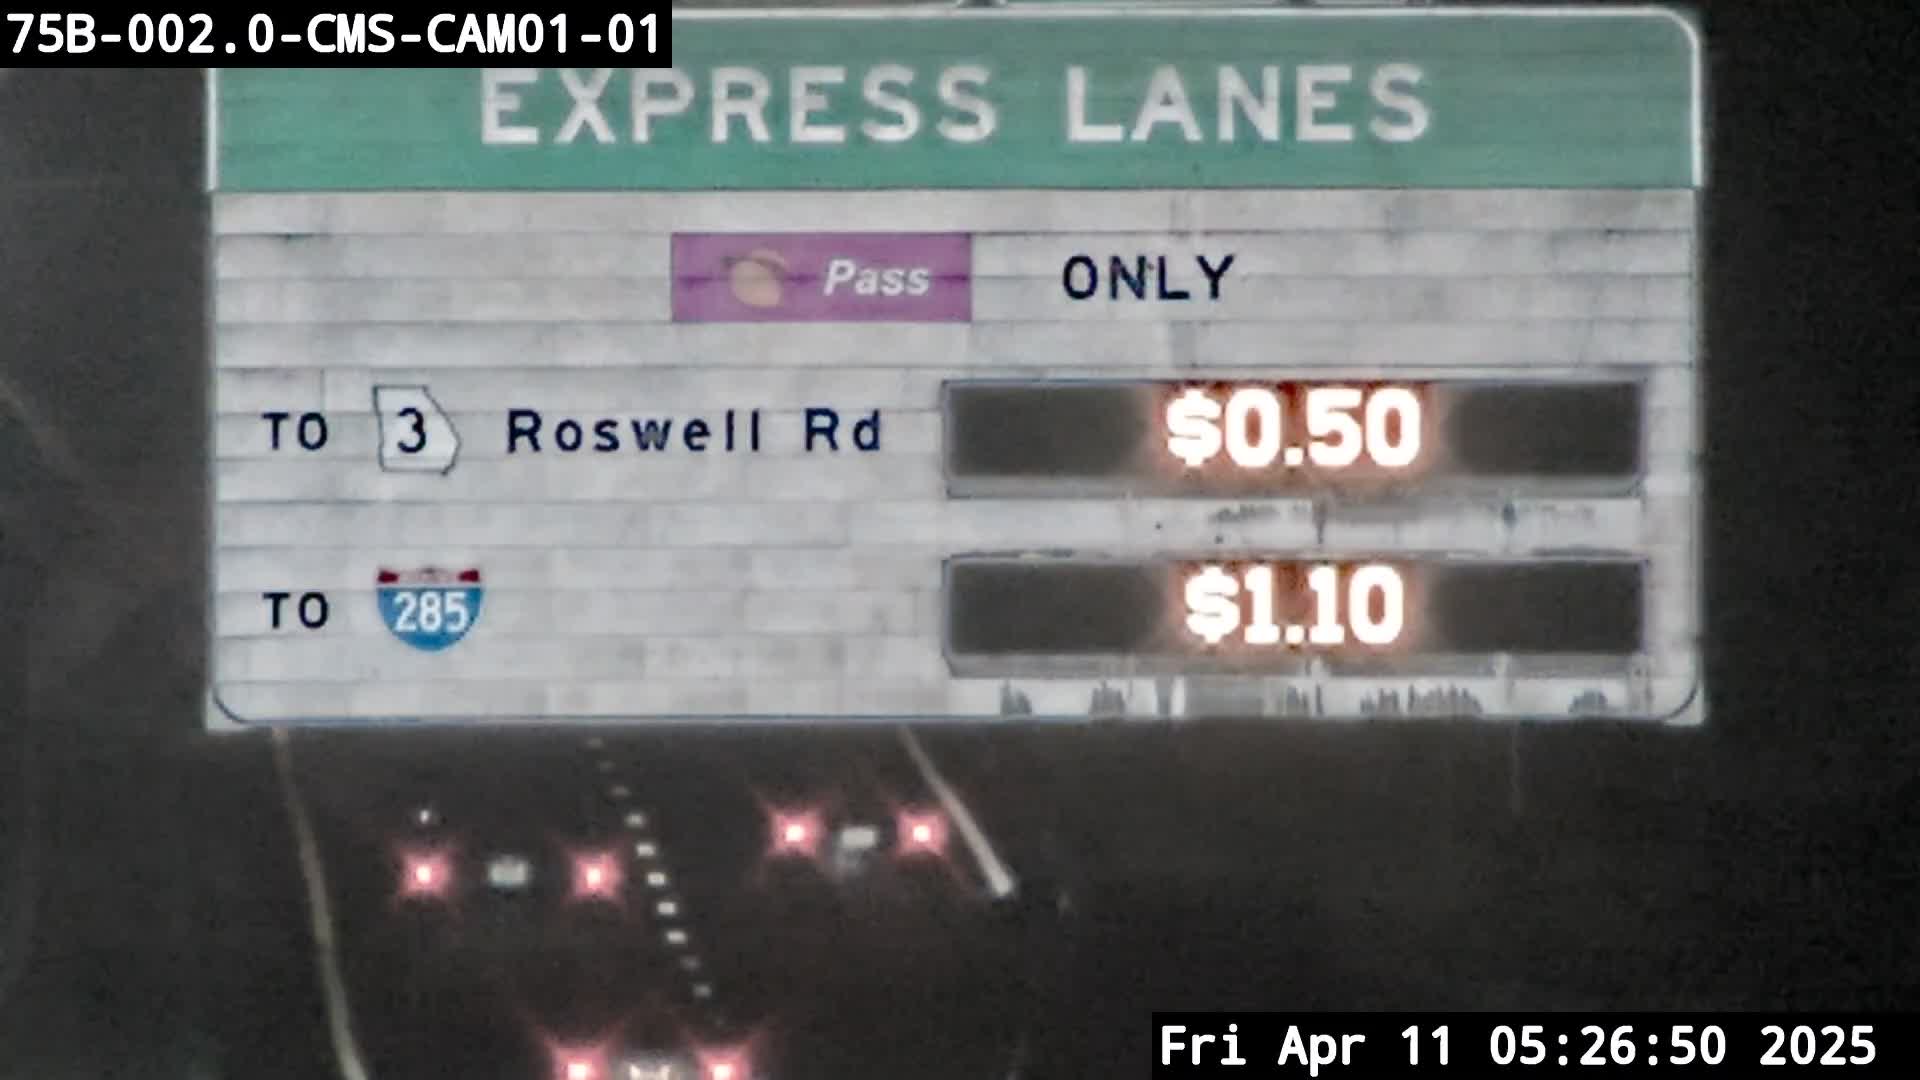 75B-002.0-CMS-CAM01-01
EXPRESS LANES
Pass ONLY
TO 3 Roswell Rd $0.50
TO 285 $1.10
Fri Apr 11 05:26:50 2025